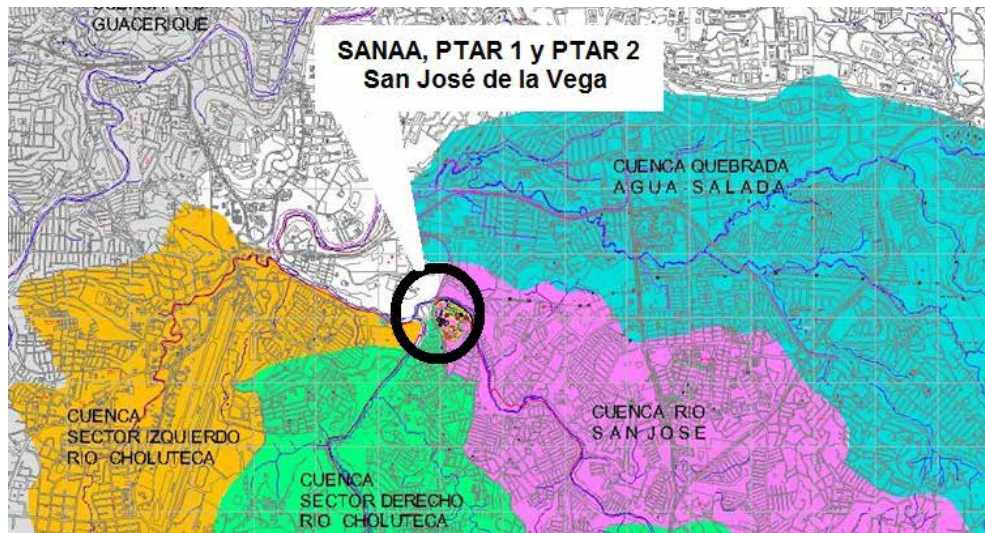 GUACERIQUE
SANAA, PTAR 1 y PTAR 2
San José de la Vega
CUENCA QUEBRADA
AGUA SALADA
CUENCA
SECTOR IZQUIERDO
RIO CHOLUTECA
CUENCA RIO
SAN JOSE
CUENCA
SECTOR DERECHO
RIO CHOLUTECA